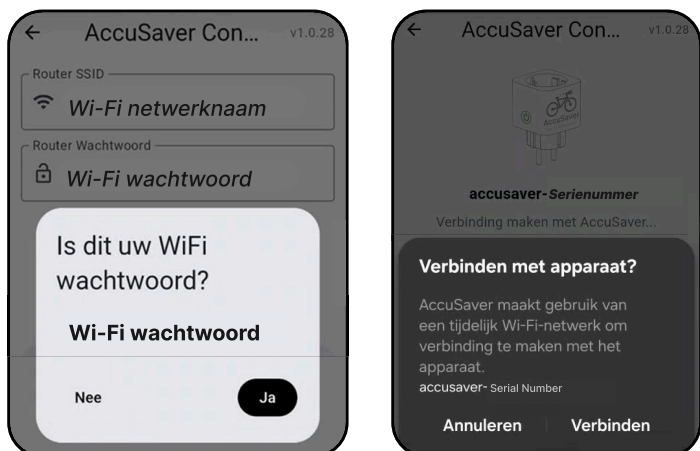 ← AccuSaver Con... v1.0.28
Router SSID
Wi-Fi netwerknaam
Router Wachtwoord
Wi-Fi wachtwoord
Is dit uw WiFi
wachtwoord?
Wi-Fi wachtwoord
Nee Ja
← AccuSaver Con... v1.0.28
AccuSaver
accusaver-Serienummer
Verbinding maken met AccuSaver...
Verbinden met apparaat?
AccuSaver maakt gebruik van
een tijdelijk Wi-Fi-netwerk om
verbinding te maken met het
apparaat.
accusaver- Serial Number
Annuleren Verbinden